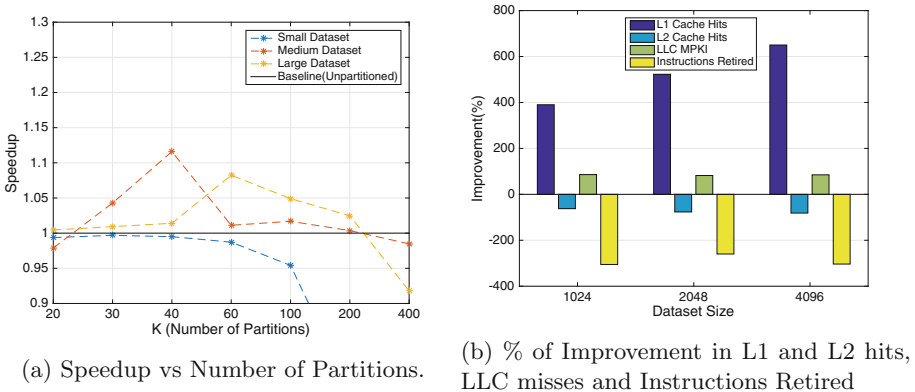 1.3
1.25
1.2
1.15
1.1
1.05
1
0.95
0.9
Speedup
Small Dataset
Medium Dataset
Large Dataset
Baseline(Unpartitioned)
20 30 40 60 100 200 400
K (Number of Partitions)
(a) Speedup vs Number of Partitions.
800
600
400
200
0
-200
-400
Improvement(%)
L1 Cache Hits
L2 Cache Hits
LLC MPKI
Instructions Retired
1024 2048 4096
Dataset Size
(b) % of Improvement in L1 and L2 hits,
LLC misses and Instructions Retired